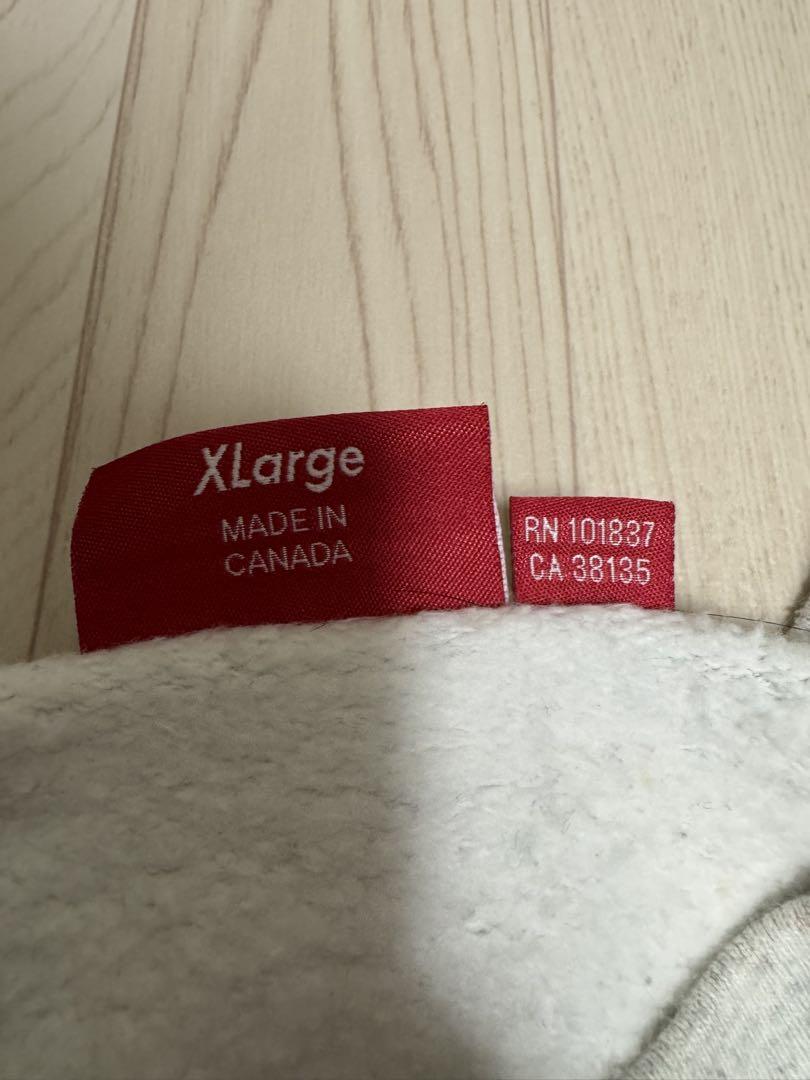 XLarge
MADE IN
CANADA
RN 101837
CA 38135